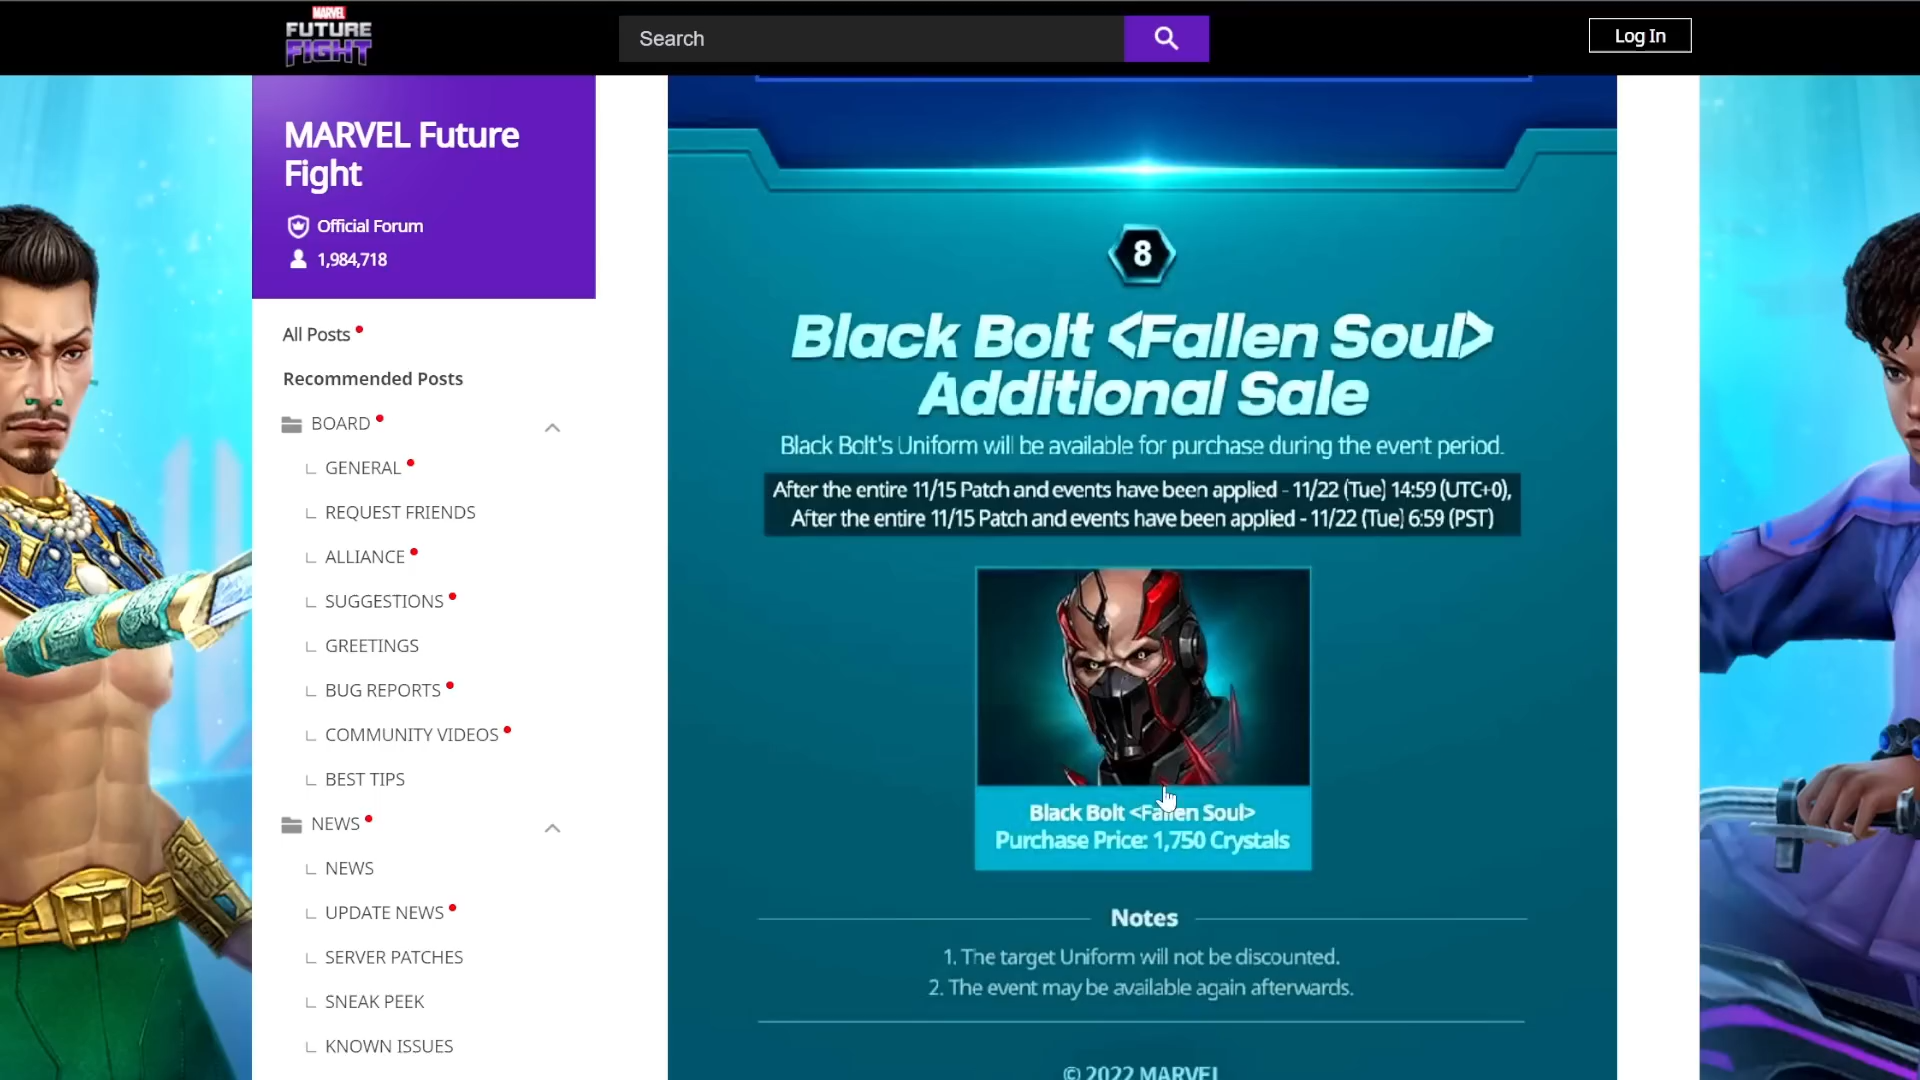 MARVEL
FUTURE
FIGHT
Search
Log In
MARVEL Future
Fight
Official Forum
1,984,718
All Posts
Recommended Posts
BOARD
GENERAL
REQUEST FRIENDS
ALLIANCE
SUGGESTIONS
GREETINGS
BUG REPORTS
COMMUNITY VIDEOS
BEST TIPS
NEWS
NEWS
UPDATE NEWS
SERVER PATCHES
SNEAK PEEK
KNOWN ISSUES
8
Black Bolt <Fallen Soul>
Additional Sale
Black Bolt's Uniform will be available for purchase during the event period.
After the entire 11/15 Patch and events have been applied - 11/22 (Tue) 14:59 (UTC+0),
After the entire 11/15 Patch and events have been applied - 11/22 (Tue) 6:59 (PST)
Black Bolt <Fallen Soul>
Purchase Price: 1,750 Crystals
Notes
1. The target Uniform will not be discounted.
2. The event may be available again afterwards.
© 2022 MARVEL